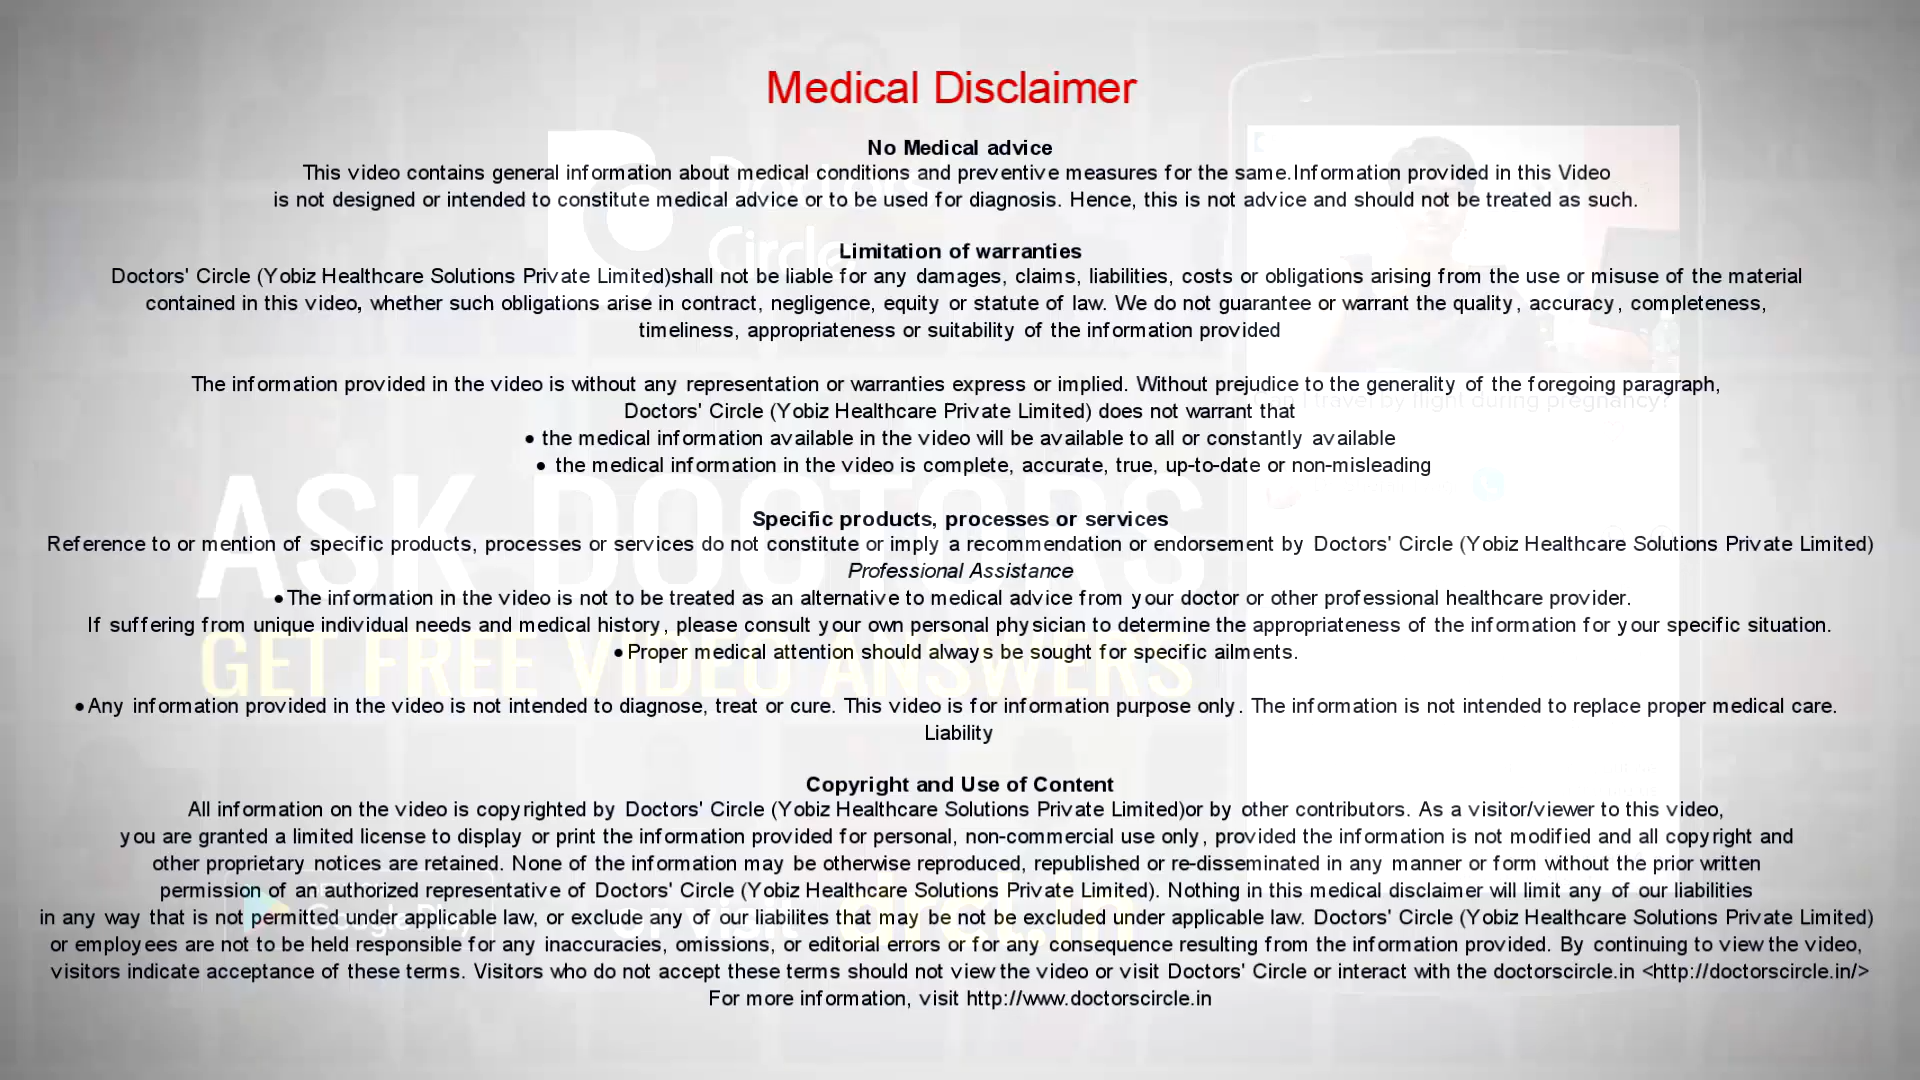 Medical Disclaimer
No Medical advice
This video contains general information about medical conditions and preventive measures for the same.Information provided in this Video
is not designed or intended to constitute medical advice or to be used for diagnosis. Hence, this is not advice and should not be treated as such.
Doctors'
Circle
Limitation of warranties
Doctors' Circle (Yobiz Healthcare Solutions Private Limited)shall not be liable for any damages, claims, liabilities, costs or obligations arising from the use or misuse of the material
contained in this video, whether such obligations arise in contract, negligence, equity or statute of law. We do not guarantee or warrant the quality, accuracy, completeness,
timeliness, appropriateness or suitability of the information provided
The information provided in the video is without any representation or warranties express or implied. Without prejudice to the generality of the foregoing paragraph,
Can I travel by flight during pregnancy?
Doctors' Circle (Yobiz Healthcare Private Limited) does not warrant that
• the medical information available in the video will be available to all or constantly available
• the medical information in the video is complete, accurate, true, up-to-date or non-misleading
ASK DOCTORS
Specific products, processes or services
Reference to or mention of specific products, processes or services do not constitute or imply a recommendation or endorsement by Doctors' Circle (Yobiz Healthcare Solutions Private Limited)
Professional Assistance
•The information in the video is not to be treated as an alternative to medical advice from your doctor or other professional healthcare provider.
If suffering from unique individual needs and medical history, please consult your own personal physician to determine the appropriateness of the information for your specific situation.
•Proper medical attention should always be sought for specific ailments.
GET FREE VIDEO ANSWERS
•Any information provided in the video is not intended to diagnose, treat or cure. This video is for information purpose only. The information is not intended to replace proper medical care.
Liability
Copyright and Use of Content
All information on the video is copyrighted by Doctors' Circle (Yobiz Healthcare Solutions Private Limited)or by other contributors. As a visitor/viewer to this video,
you are granted a limited license to display or print the information provided for personal, non-commercial use only, provided the information is not modified and all copyright and
other proprietary notices are retained. None of the information may be otherwise reproduced, republished or re-disseminated in any manner or form without the prior written
permission of an authorized representative of Doctors' Circle (Yobiz Healthcare Solutions Private Limited). Nothing in this medical disclaimer will limit any of our liabilities
in any way that is not permitted under applicable law, or exclude any of our liabilites that may be not be excluded under applicable law. Doctors' Circle (Yobiz Healthcare Solutions Private Limited)
Google Play
or visit drcl.in
or employees are not to be held responsible for any inaccuracies, omissions, or editorial errors or for any consequence resulting from the information provided. By continuing to view the video,
visitors indicate acceptance of these terms. Visitors who do not accept these terms should not view the video or visit Doctors' Circle or interact with the doctorscircle.in <http://doctorscircle.in/>
For more information, visit http://www.doctorscircle.in